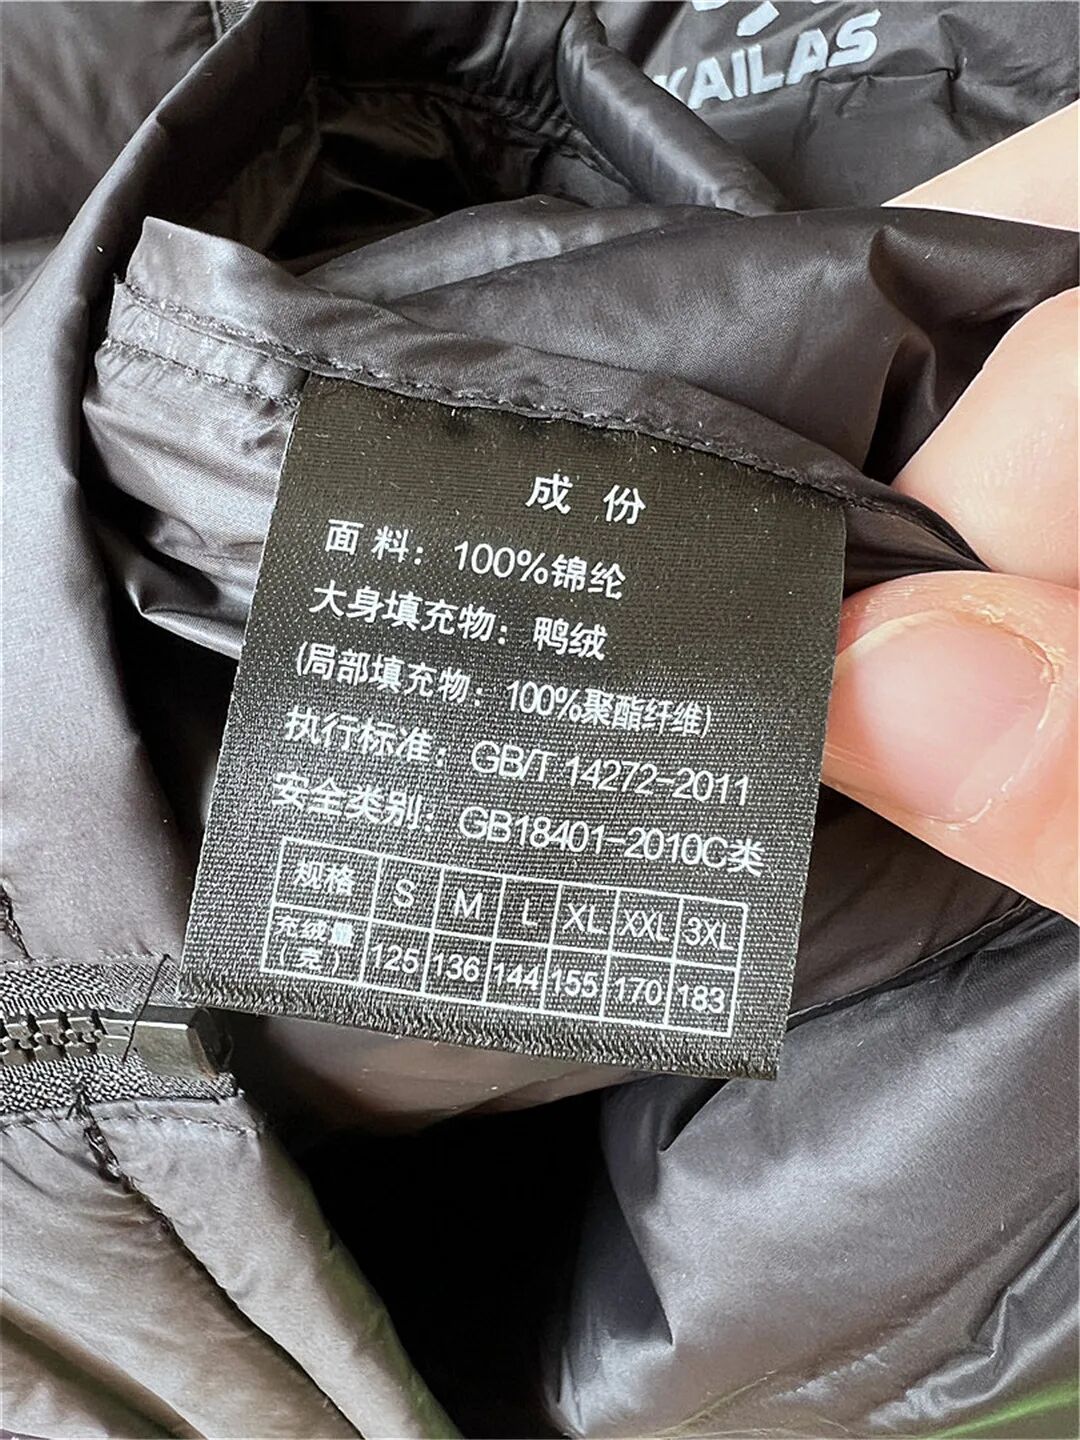 KAILAS
成份
面料：100%锦纶
大身填充物：鸭绒
(局部填充物：100%聚酯纤维)
执行标准：GB/T 14272-2011
安全类别：GB18401-2010C类
规格 S M L XL XXL 3XL
充绒量(克) 125 136 144 155 170 183